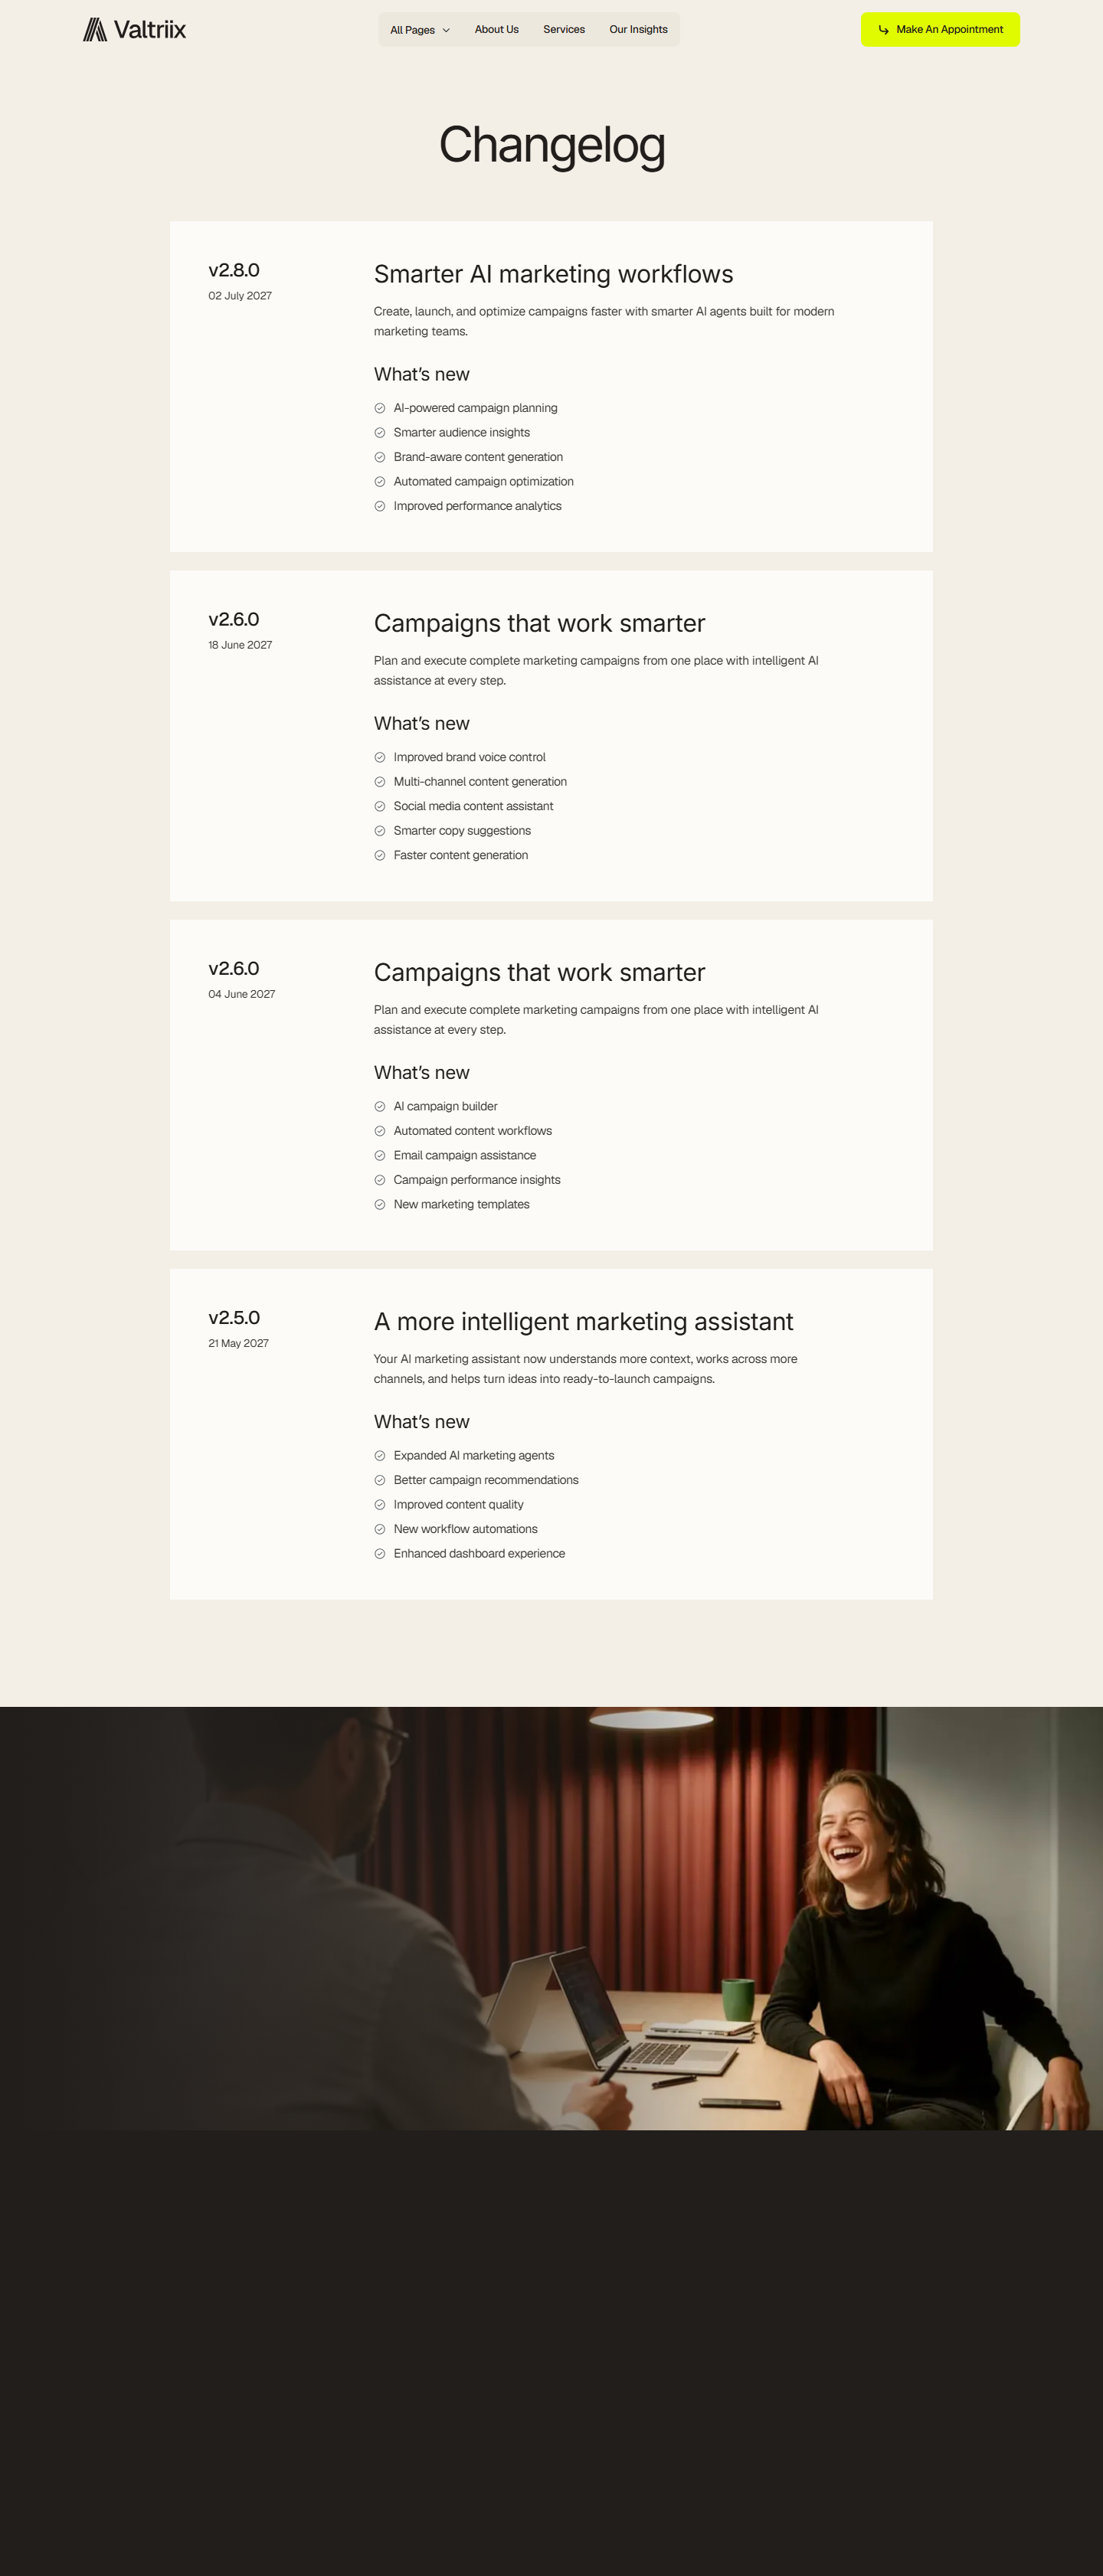 Valtriix
All Pages
About Us
Services
Our Insights
Make An Appointment
Changelog
v2.8.0
02 July 2027
Smarter AI marketing workflows
Create, launch, and optimize campaigns faster with smarter AI agents built for modern
marketing teams.
What's new
AI-powered campaign planning
Smarter audience insights
Brand-aware content generation
Automated campaign optimization
Improved performance analytics
v2.6.0
18 June 2027
Campaigns that work smarter
Plan and execute complete marketing campaigns from one place with intelligent AI
assistance at every step.
What's new
Improved brand voice control
Multi-channel content generation
Social media content assistant
Smarter copy suggestions
Faster content generation
v2.6.0
04 June 2027
Campaigns that work smarter
Plan and execute complete marketing campaigns from one place with intelligent AI
assistance at every step.
What's new
AI campaign builder
Automated content workflows
Email campaign assistance
Campaign performance insights
New marketing templates
v2.5.0
21 May 2027
A more intelligent marketing assistant
Your AI marketing assistant now understands more context, works across more
channels, and helps turn ideas into ready-to-launch campaigns.
What's new
Expanded AI marketing agents
Better campaign recommendations
Improved content quality
New workflow automations
Enhanced dashboard experience